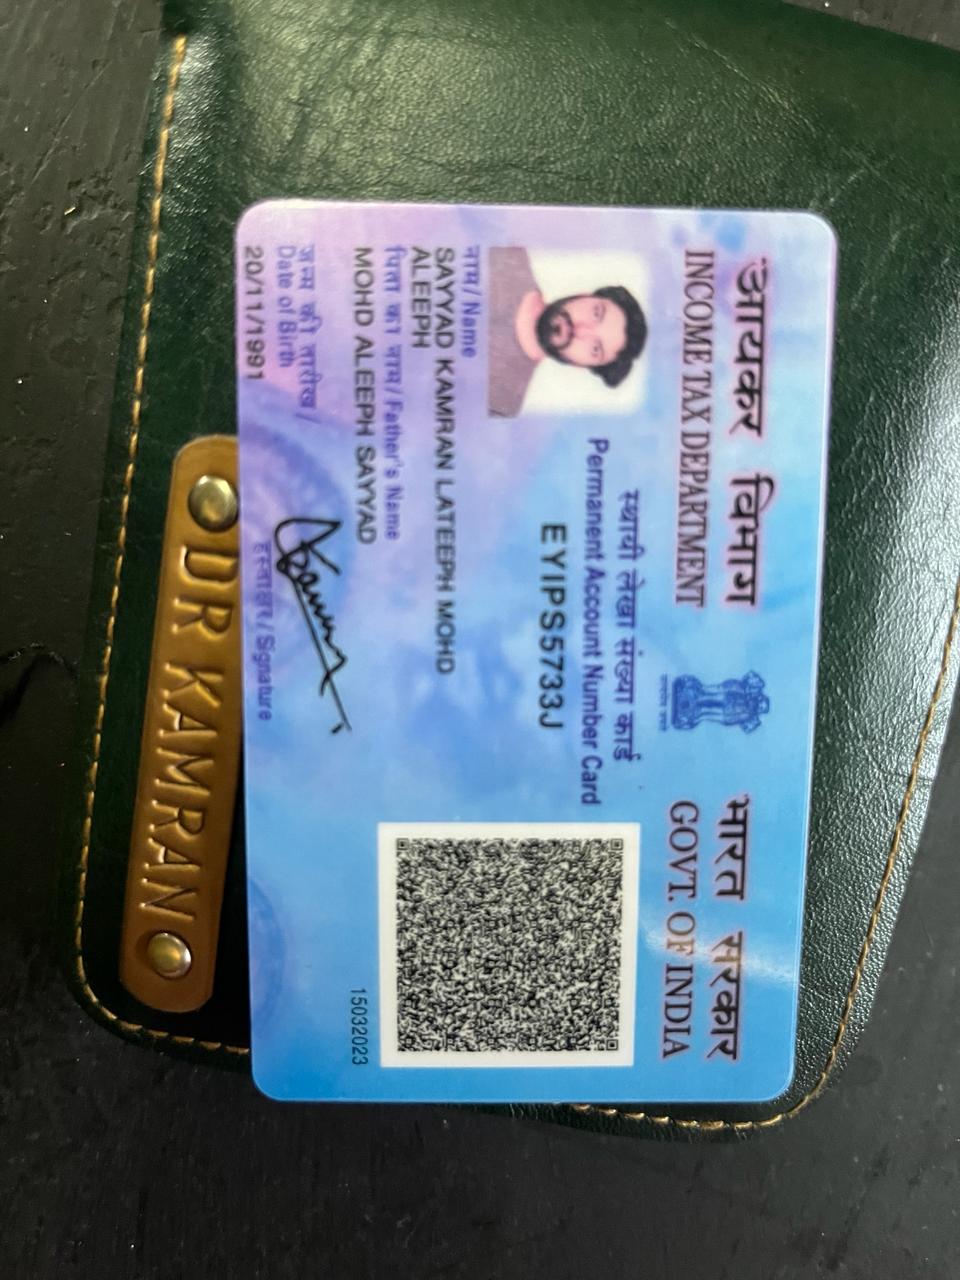 आयकर विभाग
INCOME TAX DEPARTMENT
भारत सरकार
GOVT. OF INDIA
स्थायी लेखा संख्या कार्ड
Permanent Account Number Card
EYIPS5733J
नाम / Name
SAYYAD KAMRAN LATEEPH MOHD
ALEEPH
पिता का नाम / Father's Name
MOHD ALEEPH SAYYAD
जन्म की तारीख /
Date of Birth
20/11/1991
हस्ताक्षर / Signature
15032023
DR KAMRAN